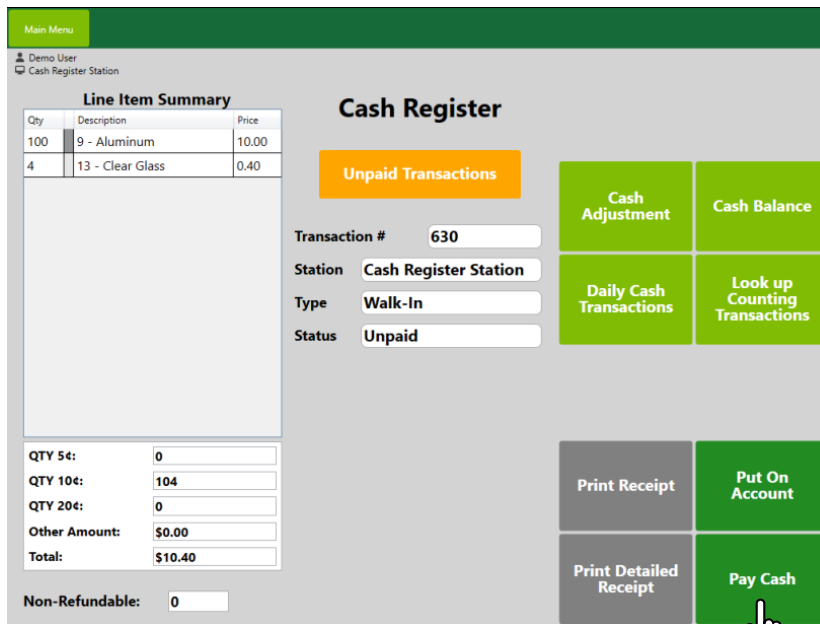 Main Menu
Demo User
Cash Register Station
Line Item Summary
Qty Description Price
100 9 - Aluminum 10.00
4 13 - Clear Glass 0.40
QTY 5¢: 0
QTY 10¢: 104
QTY 20¢: 0
Other Amount: $0.00
Total: $10.40
Non-Refundable: 0
Cash Register
Unpaid Transactions
Transaction # 630
Station Cash Register Station
Type Walk-In
Status Unpaid
Cash
Adjustment
Cash Balance
Daily Cash
Transactions
Look up
Counting
Transactions
Print Receipt
Put On
Account
Print Detailed
Receipt
Pay Cash